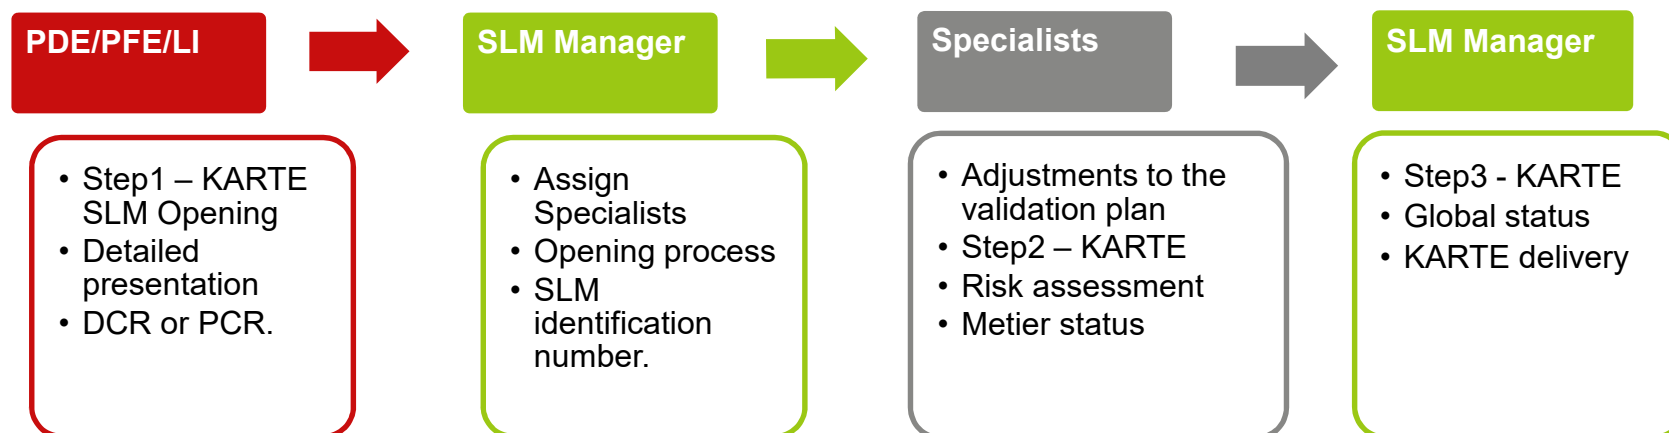 PDE/PFE/LI
• Step1 – KARTE
SLM Opening
• Detailed
presentation
• DCR or PCR.
SLM Manager
• Assign
Specialists
• Opening process
• SLM
identification
number.
Specialists
• Adjustments to the
validation plan
• Step2 – KARTE
• Risk assessment
• Metier status
SLM Manager
• Step3 - KARTE
• Global status
• KARTE delivery